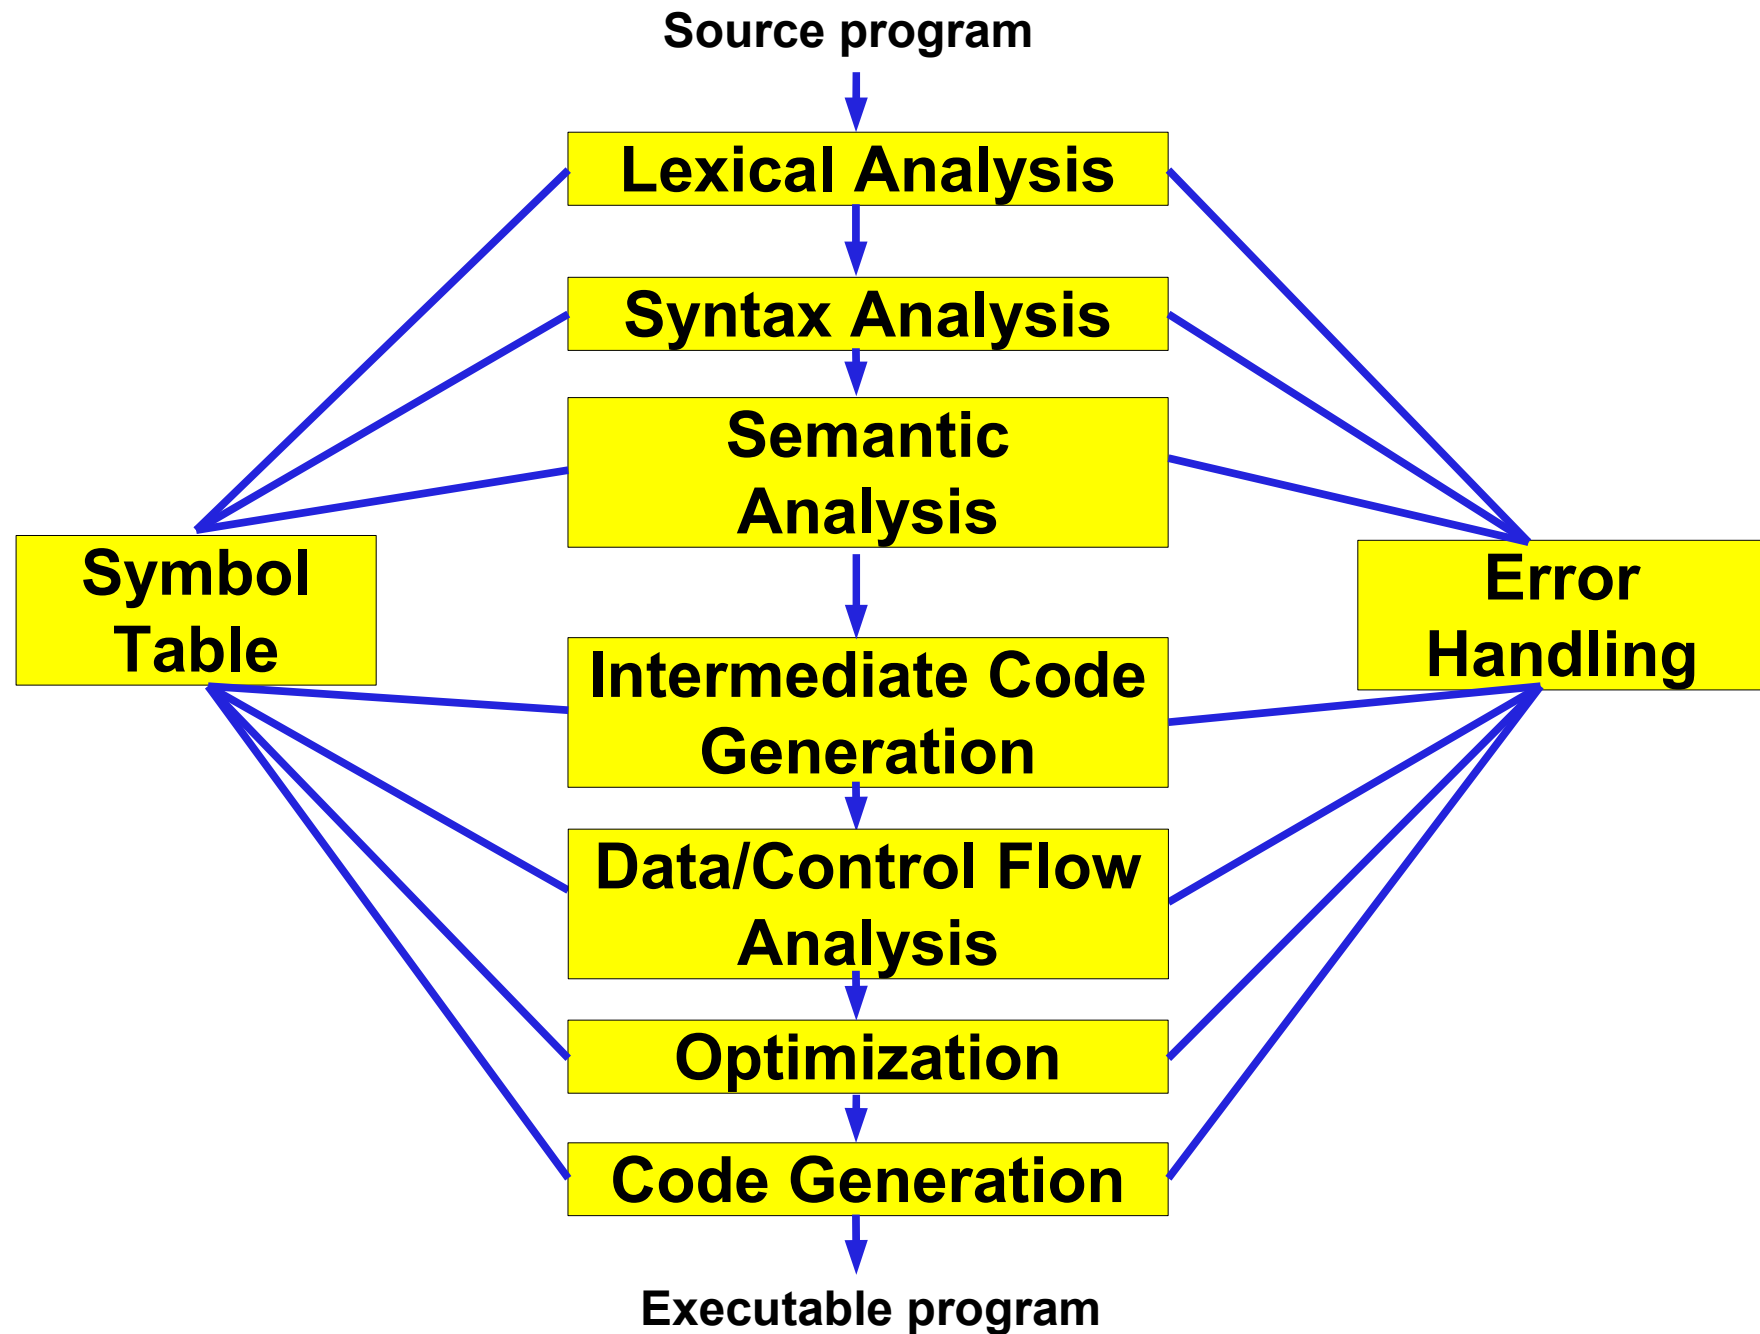 Source program
Lexical Analysis
Syntax Analysis
Semantic
Analysis
Symbol
Table
Error
Handling
Intermediate Code
Generation
Data/Control Flow
Analysis
Optimization
Code Generation
Executable program